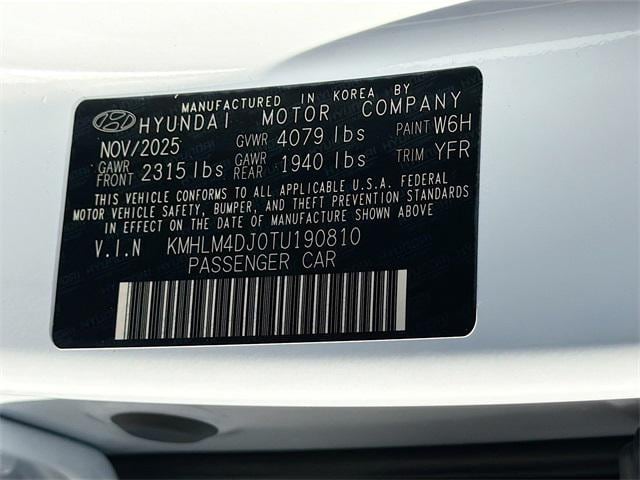 MANUFACTURED IN KOREA BY
HYUNDAI MOTOR COMPANY
NOV/2025 GVWR 4079 lbs PAINT W6H
GAWR FRONT 2315 lbs GAWR REAR 1940 lbs TRIM YFR
THIS VEHICLE CONFORMS TO ALL APPLICABLE U.S.A. FEDERAL
MOTOR VEHICLE SAFETY, BUMPER, AND THEFT PREVENTION STANDARDS
IN EFFECT ON THE DATE OF MANUFACTURE SHOWN ABOVE.
V.I.N KMHLM4DJ0TU190810
PASSENGER CAR